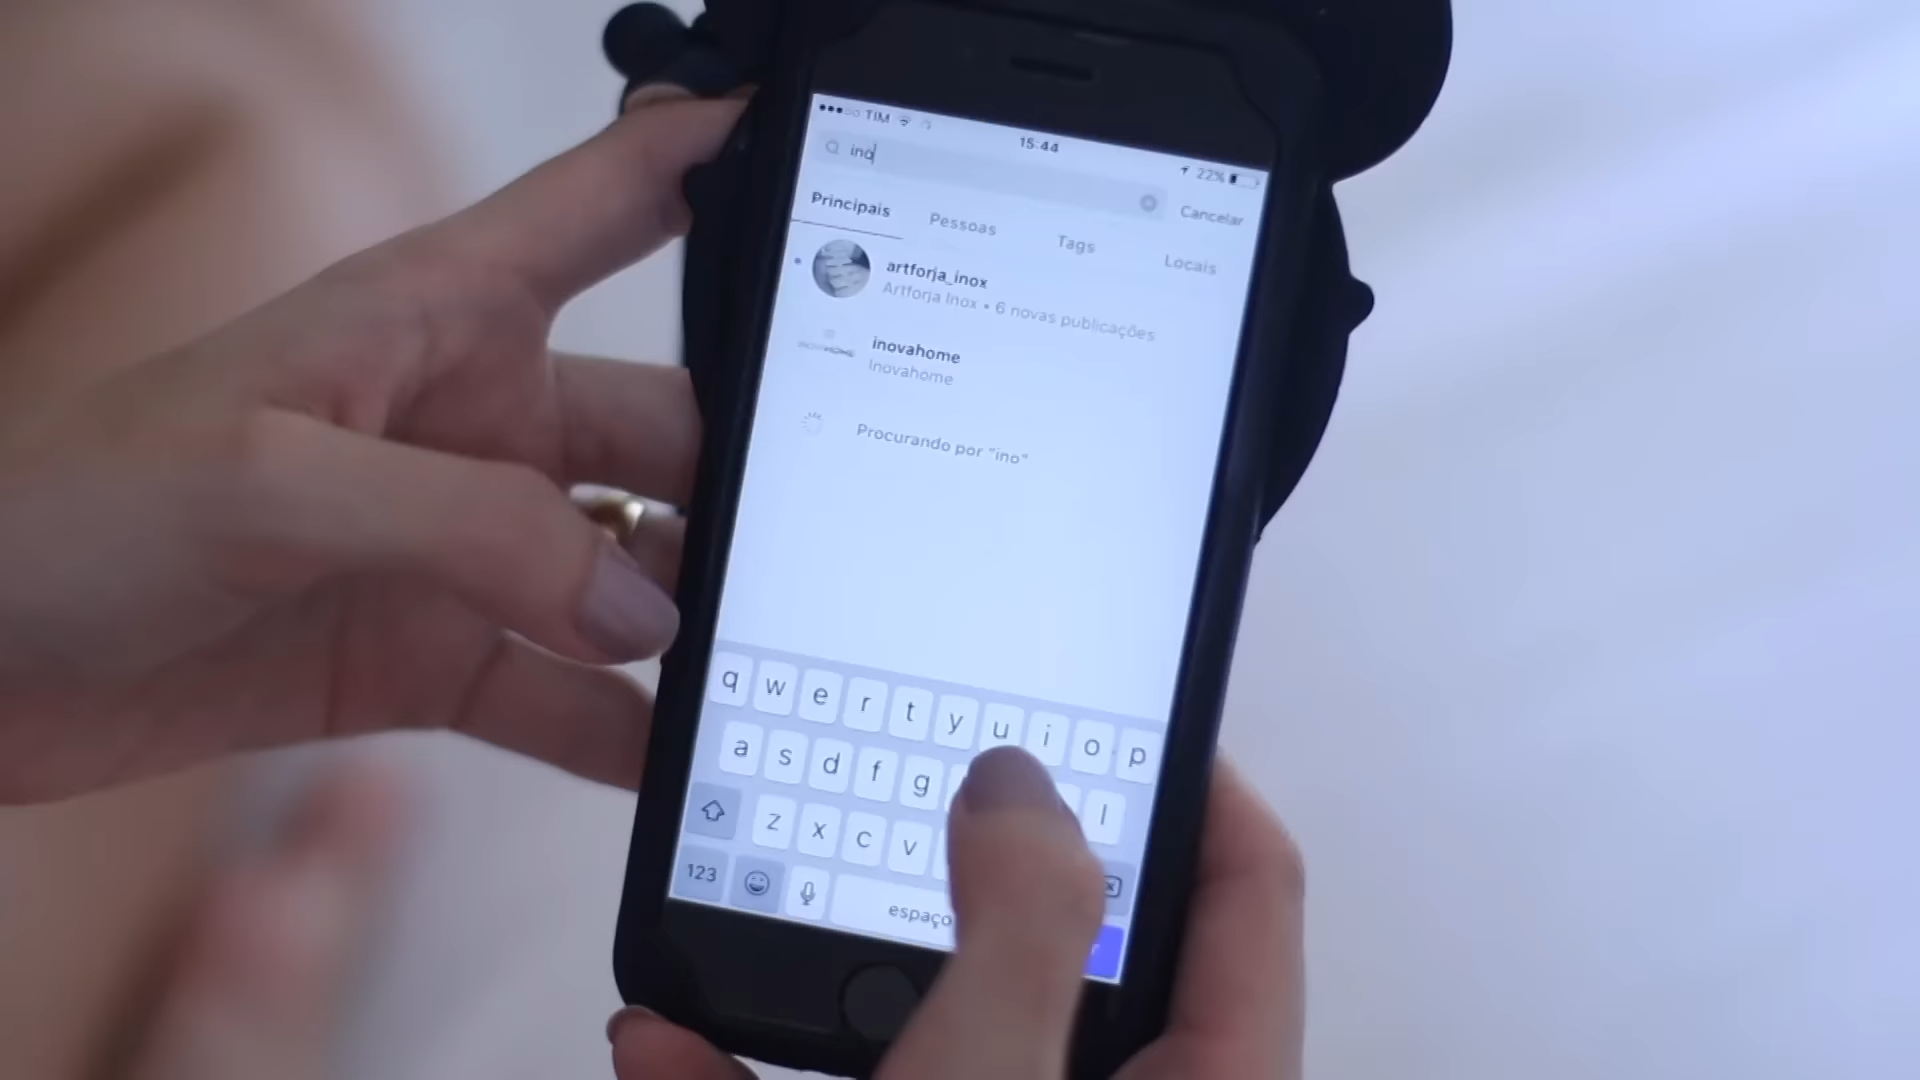 TIM
15:44
22%
ino
Cancelar
Principais
Pessoas
Tags
Locais
artforja_inox
Artforja Inox • 6 novas publicações
inovahome
Inovahome
Procurando por "ino"
q w e r t y u i o p
a s d f g l
z x c v
123
espaço